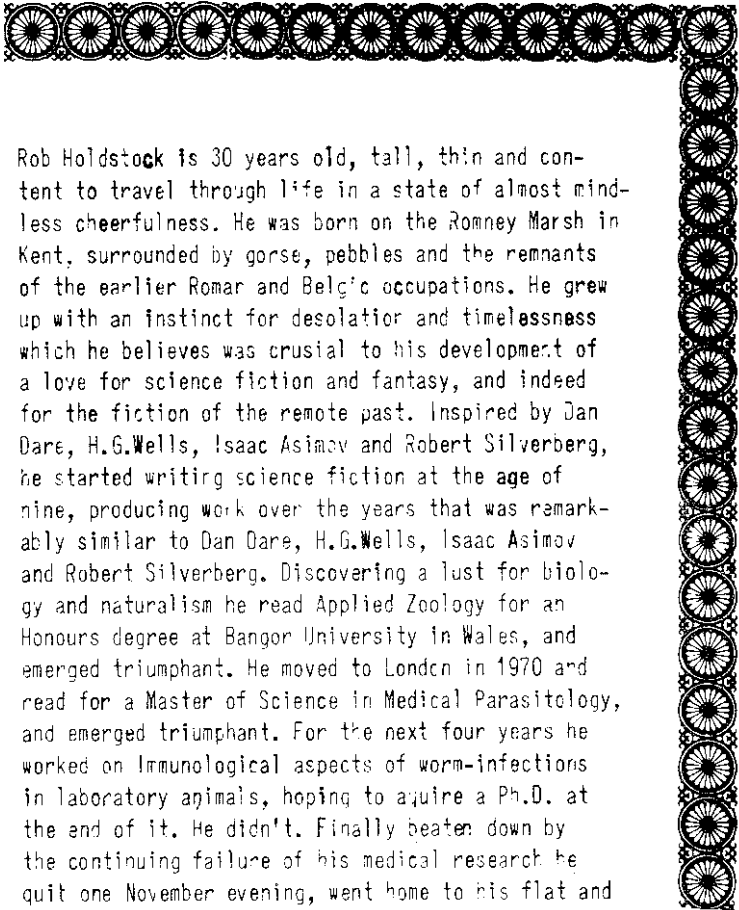 Rob Holdstock is 30 years old, tall, thin and con-
tent to travel through life in a state of almost mind-
less cheerfulness. He was born on the Romney Marsh in
Kent, surrounded by gorse, pebbles and the remnants
of the earlier Roman and Belgic occupations. He grew
up with an instinct for desolation and timelessness
which he believes was crusial to his development of
a love for science fiction and fantasy, and indeed
for the fiction of the remote past. Inspired by Dan
Dare, H.G.Wells, Isaac Asimov and Robert Silverberg,
he started writing science fiction at the age of
nine, producing work over the years that was remark-
ably similar to Dan Dare, H.G.Wells, Isaac Asimov
and Robert Silverberg. Discovering a lust for biolo-
gy and naturalism he read Applied Zoology for an
Honours degree at Bangor University in Wales, and
emerged triumphant. He moved to London in 1970 and
read for a Master of Science in Medical Parasitology,
and emerged triumphant. For the next four years he
worked on Immunological aspects of worm-infections
in laboratory animals, hoping to aquire a Ph.D. at
the end of it. He didn't. Finally beaten down by
the continuing failure of his medical research he
quit one November evening, went home to his flat and